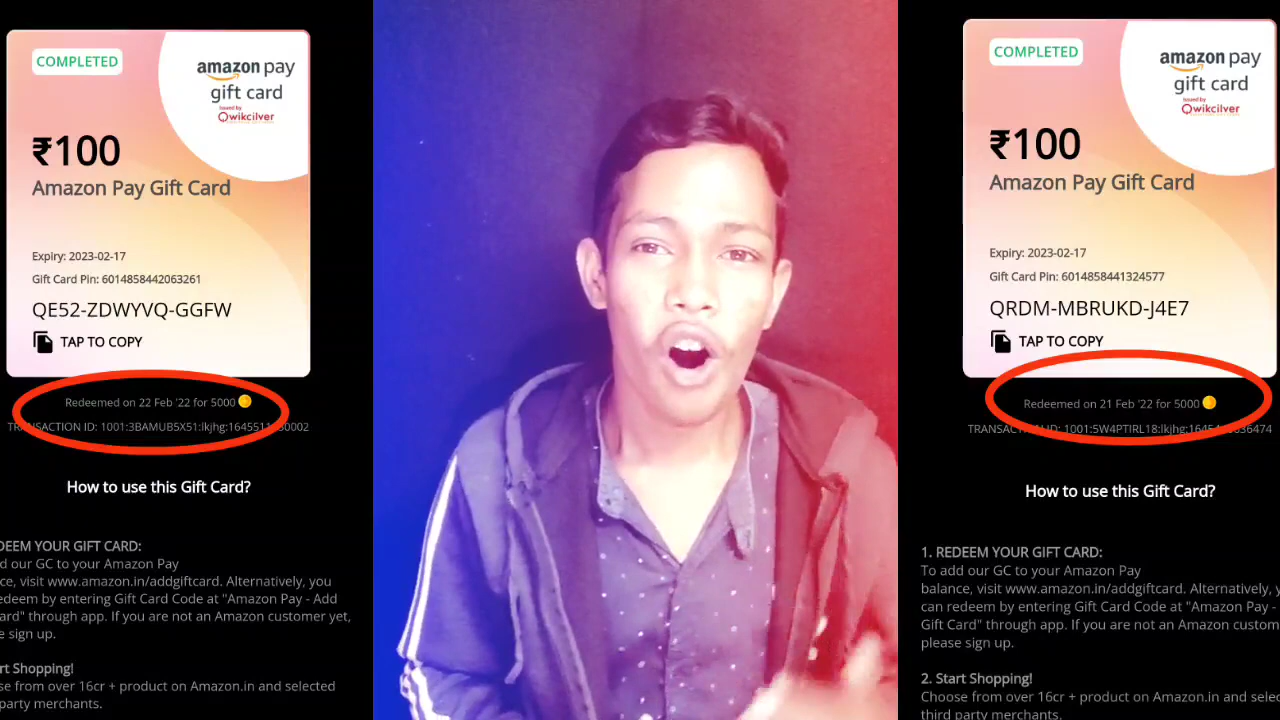 COMPLETED
amazon pay
gift card
Issued by
Qwikcilver
₹100
Amazon Pay Gift Card
Expiry: 2023-02-17
Gift Card Pin: 6014858442063261
QE52-ZDWYVQ-GGFW
TAP TO COPY
Redeemed on 22 Feb '22 for 5000
How to use this Gift Card?
DEEM YOUR GIFT CARD:
d our GC to your Amazon Pay
ce, visit www.amazon.in/addgiftcard. Alternatively, you
edeem by entering Gift Card Code at "Amazon Pay - Add
ard" through app. If you are not an Amazon customer yet,
e sign up.
rt Shopping!
se from over 16cr + product on Amazon.in and selected
party merchants.
COMPLETED
amazon pay
gift card
Issued by
Qwikcilver
₹100
Amazon Pay Gift Card
Expiry: 2023-02-17
Gift Card Pin: 6014858441324577
QRDM-MBRUKD-J4E7
TAP TO COPY
Redeemed on 21 Feb '22 for 5000
How to use this Gift Card?
1. REDEEM YOUR GIFT CARD:
To add our GC to your Amazon Pay
balance, visit www.amazon.in/addgiftcard. Alternatively, y
can redeem by entering Gift Card Code at "Amazon Pay -
Gift Card" through app. If you are not an Amazon custom
please sign up.
2. Start Shopping!
Choose from over 16cr + product on Amazon.in and selec
third party merchants.